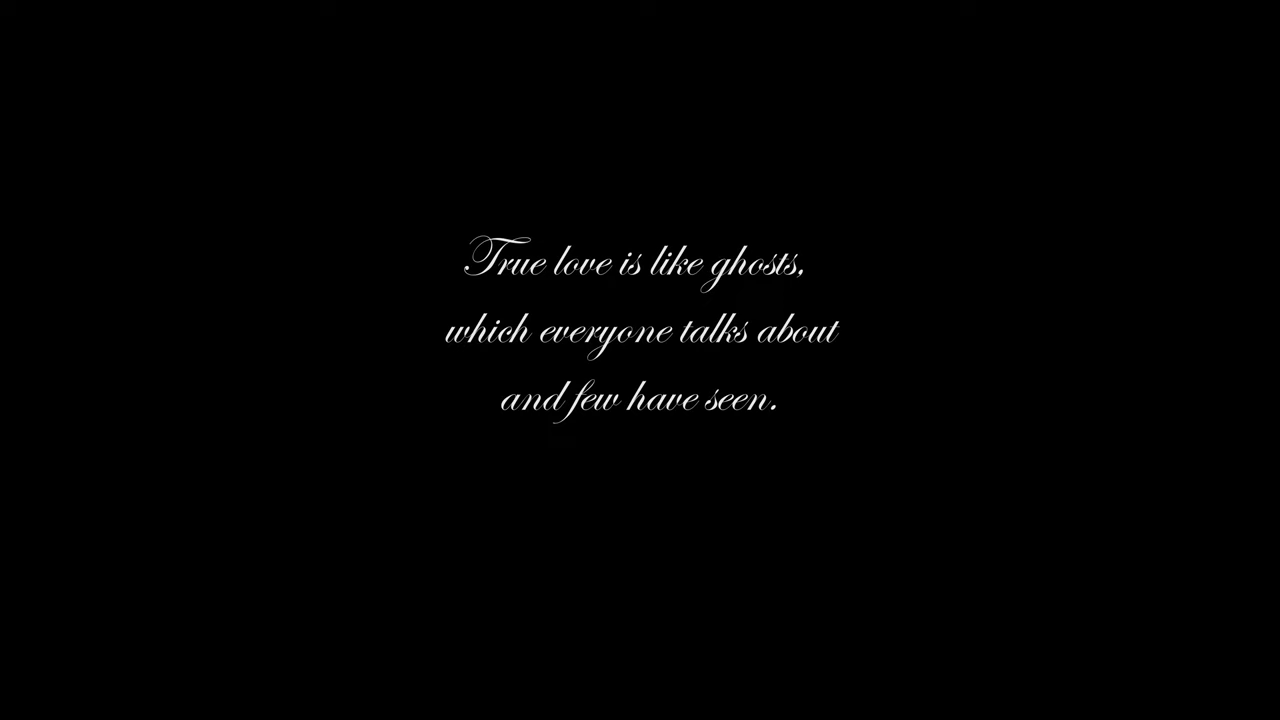 True love is like ghosts,
which everyone talks about
and few have seen.